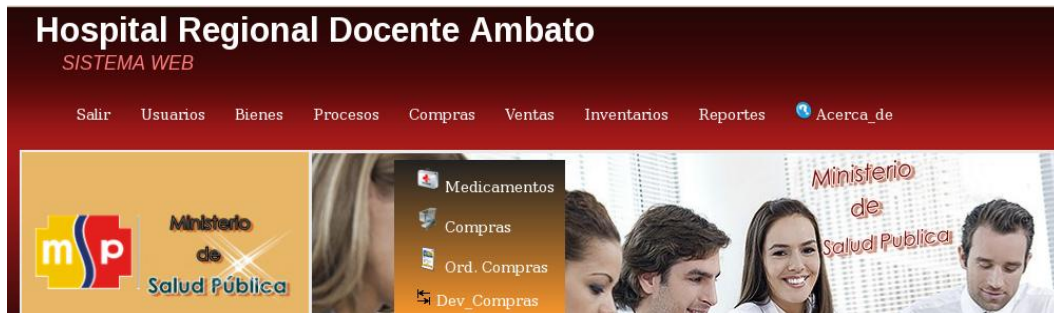 Hospital Regional Docente Ambato
SISTEMA WEB
Salir Usuarios Bienes Procesos Compras Ventas Inventarios Reportes Acerca_de
msp
Ministerio
de
Salud Pública
Medicamentos
Compras
Ord. Compras
Dev_Compras
Ministerio
de
Salud Publica